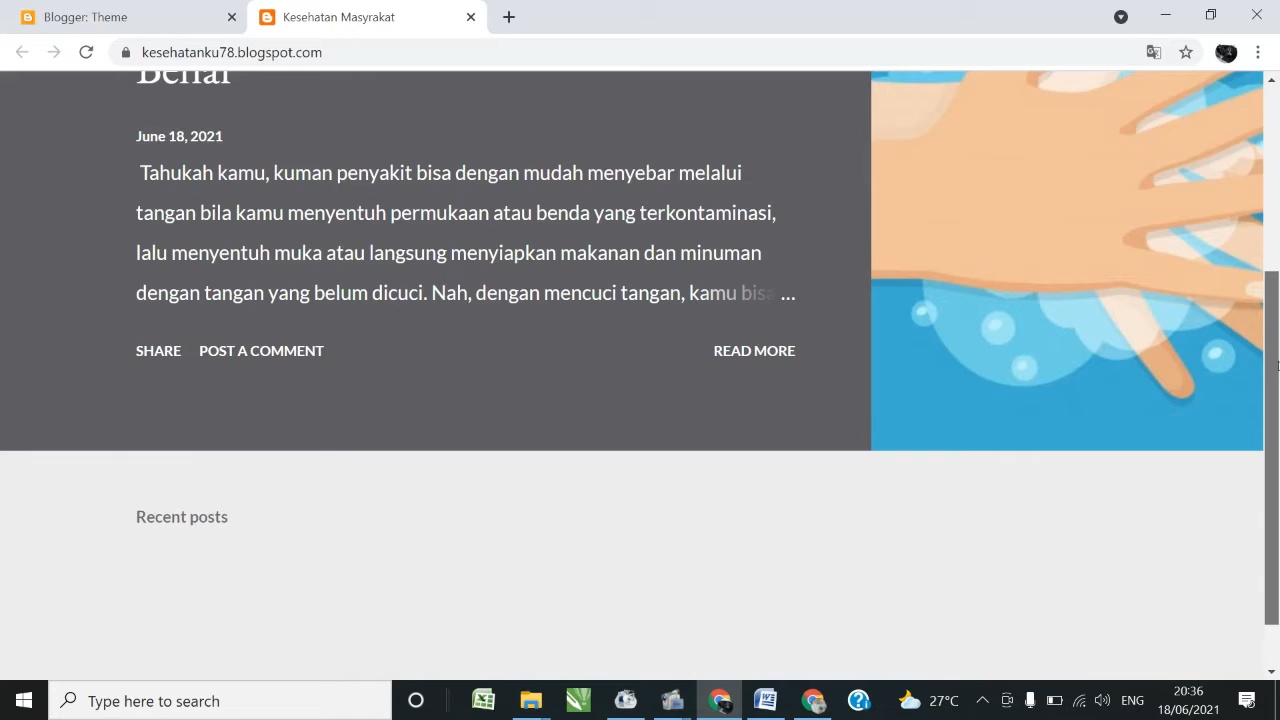 Blogger: Theme
Kesehatan Masyrakat
kesehatanku78.blogspot.com
Benar
June 18, 2021
Tahukah kamu, kuman penyakit bisa dengan mudah menyebar melalui
tangan bila kamu menyentuh permukaan atau benda yang terkontaminasi,
lalu menyentuh muka atau langsung menyiapkan makanan dan minuman
dengan tangan yang belum dicuci. Nah, dengan mencuci tangan, kamu bisa ...
SHARE POST A COMMENT READ MORE
Recent posts
Type here to search
27°C
ENG
20:36
18/06/2021